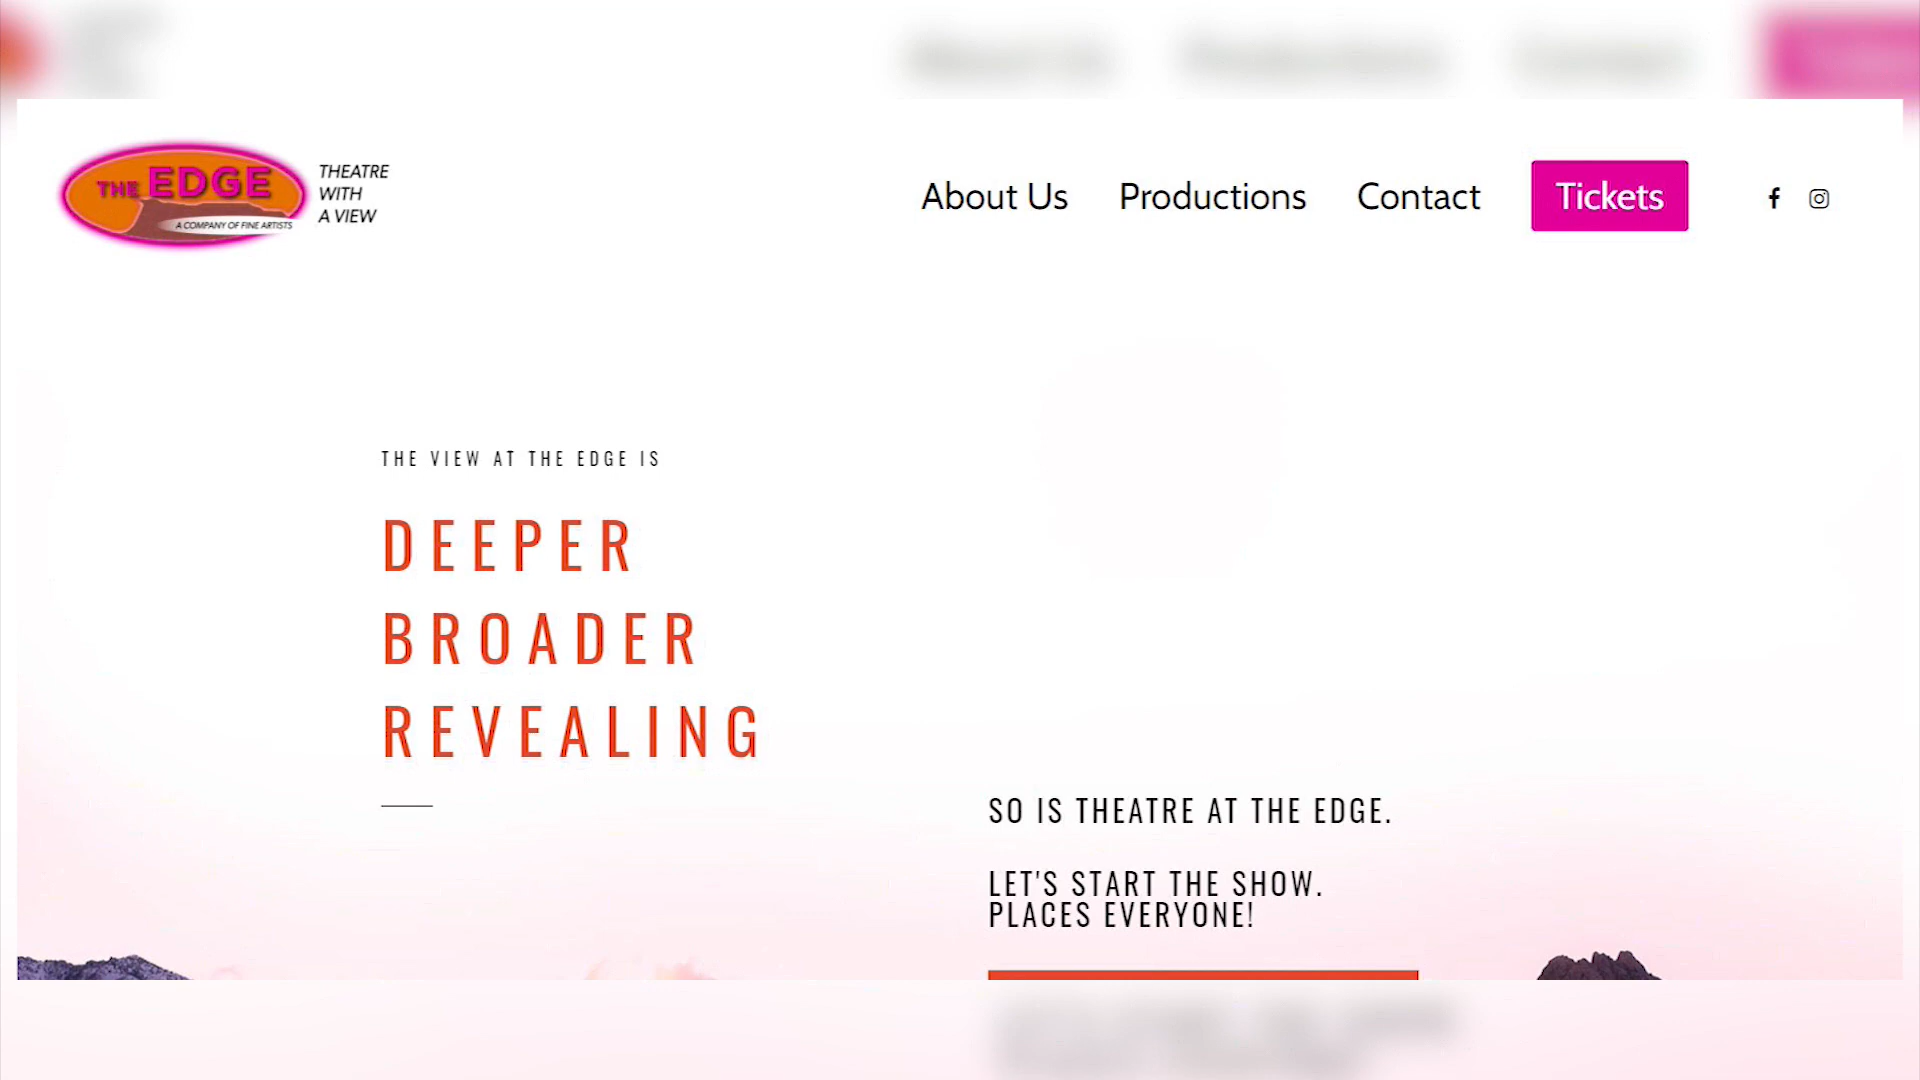 THE EDGE
A COMPANY OF FINE ARTISTS
THEATRE
WITH
A VIEW
About Us Productions Contact Tickets
THE VIEW AT THE EDGE IS
DEEPER
BROADER
REVEALING
SO IS THEATRE AT THE EDGE.
LET'S START THE SHOW.
PLACES EVERYONE!